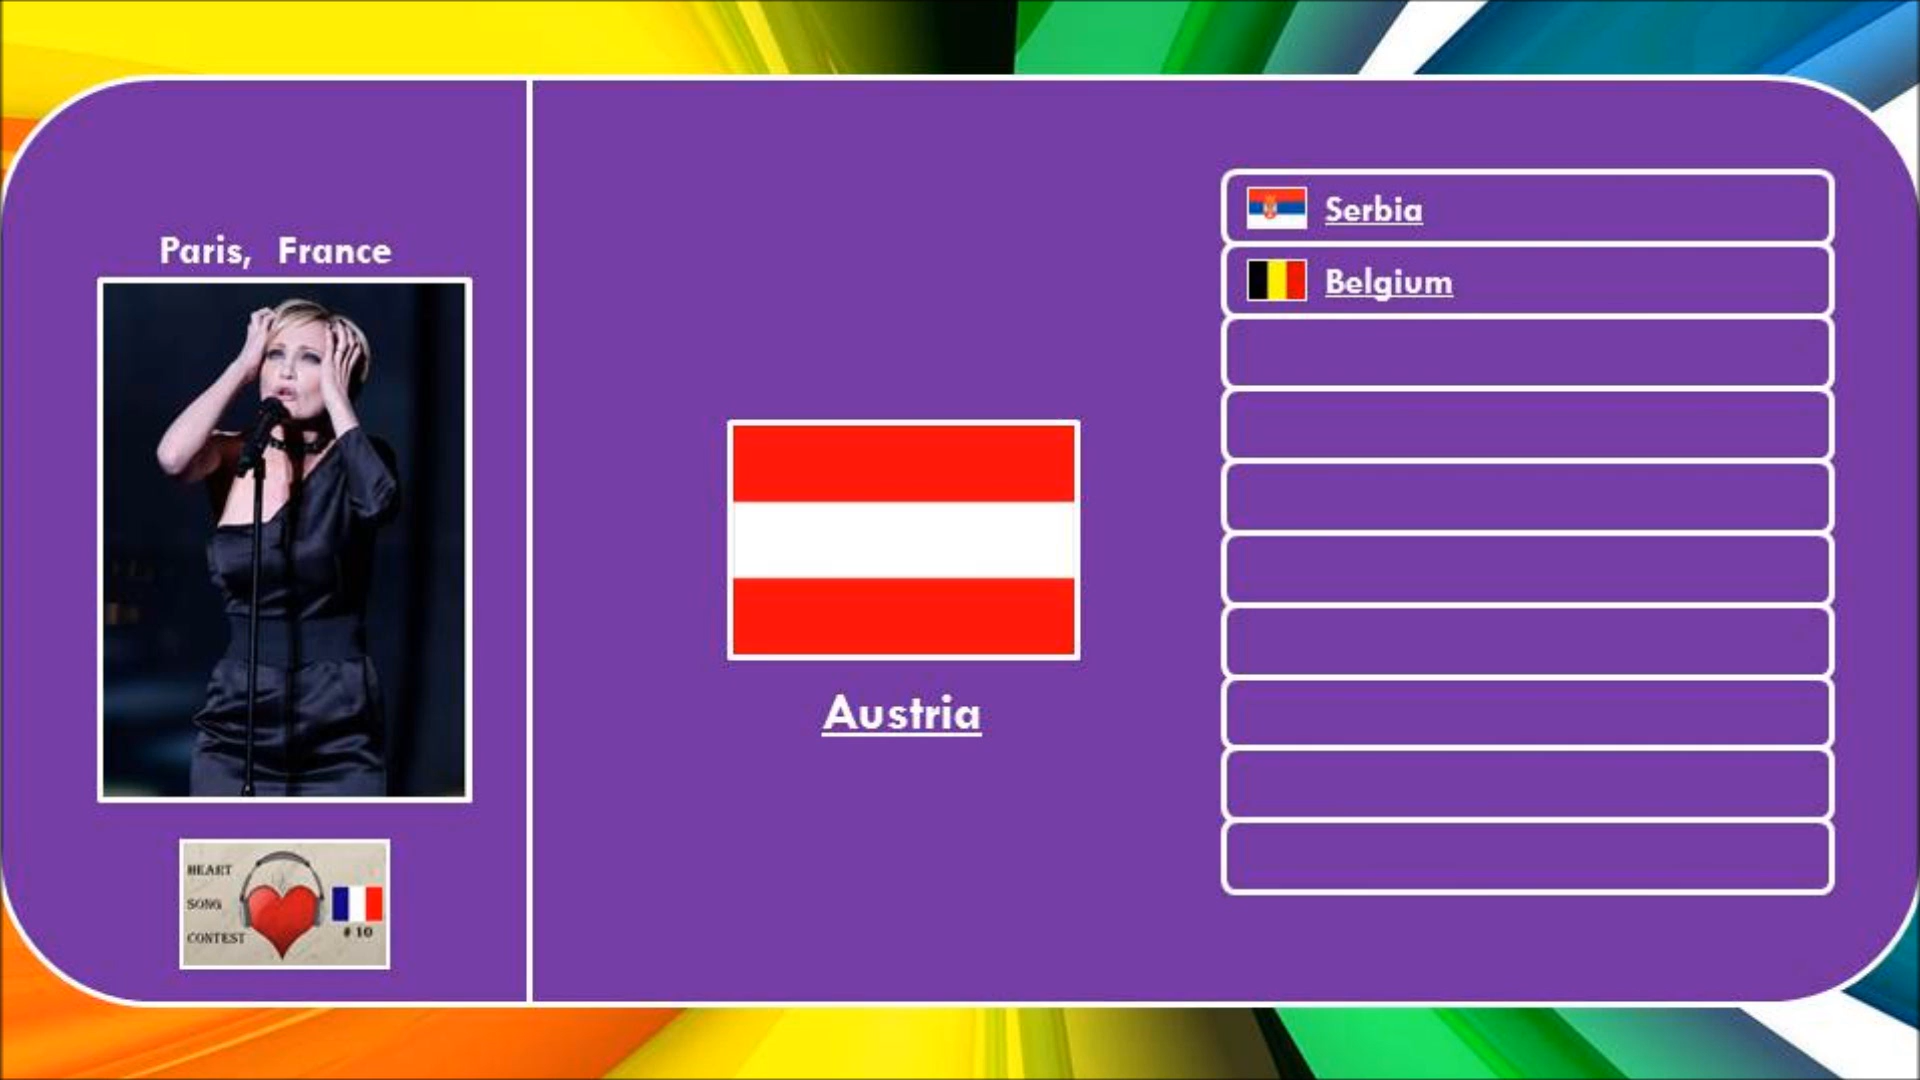 Paris, France
HEART
SONG
CONTEST
# 10
Austria
Serbia
Belgium